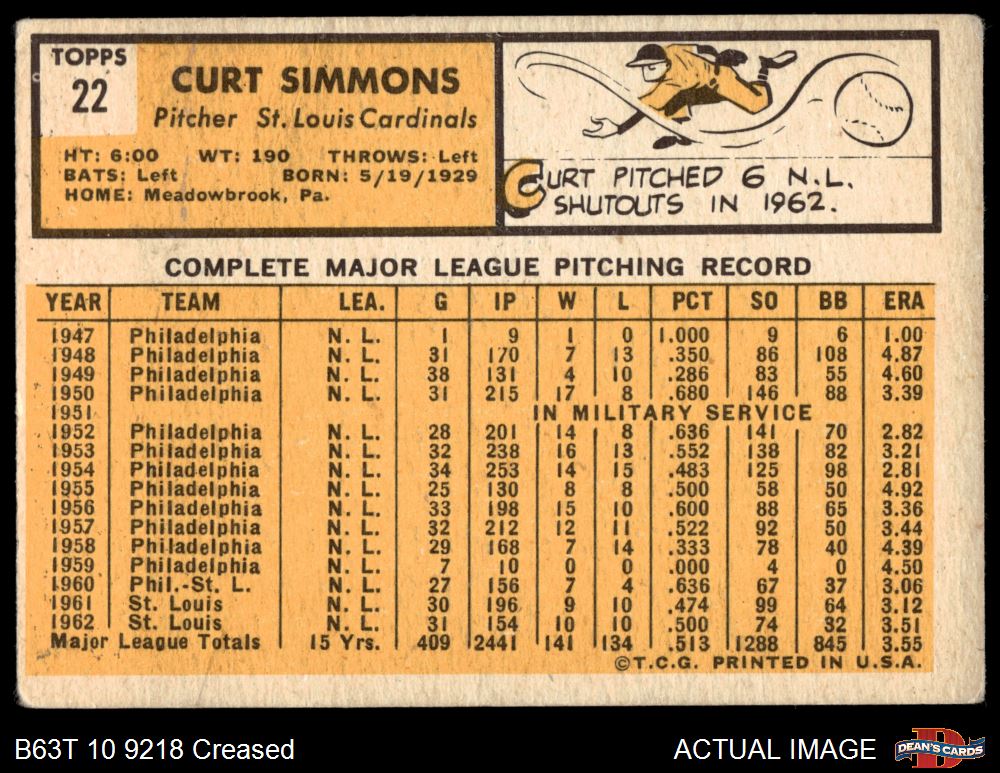 TOPPS
22
CURT SIMMONS
Pitcher St. Louis Cardinals
HT: 6:00 WT: 190 THROWS: Left
BATS: Left BORN: 5/19/1929
HOME: Meadowbrook, Pa.
CURT PITCHED 6 N.L.
SHUTOUTS IN 1962.
COMPLETE MAJOR LEAGUE PITCHING RECORD
YEAR TEAM LEA. G IP W L PCT SO BB ERA
1947 Philadelphia N. L. 1 9 1 0 1.000 9 6 1.00
1948 Philadelphia N. L. 31 170 7 13 .350 86 108 4.87
1949 Philadelphia N. L. 38 131 4 10 .286 83 55 4.60
1950 Philadelphia N. L. 31 215 17 8 .680 146 88 3.39
1951 IN MILITARY SERVICE
1952 Philadelphia N. L. 28 201 14 8 .636 141 70 2.82
1953 Philadelphia N. L. 32 238 16 13 .552 138 82 3.21
1954 Philadelphia N. L. 34 253 14 15 .483 125 98 2.81
1955 Philadelphia N. L. 25 130 8 8 .500 58 50 4.92
1956 Philadelphia N. L. 33 198 15 10 .600 88 65 3.36
1957 Philadelphia N. L. 32 212 12 11 .522 92 50 3.44
1958 Philadelphia N. L. 29 168 7 14 .333 78 40 4.39
1959 Philadelphia N. L. 7 10 0 0 .000 4 0 4.50
1960 Phil.-St. L. N. L. 27 156 7 4 .636 67 37 3.06
1961 St. Louis N. L. 30 196 9 10 .474 99 64 3.12
1962 St. Louis N. L. 31 154 10 10 .500 74 32 3.51
Major League Totals 15 Yrs. 409 2441 141 134 .513 1288 845 3.55
©T.C.G. PRINTED IN U.S.A.
B63T 10 9218 Creased
ACTUAL IMAGE
DEAN'S CARDS